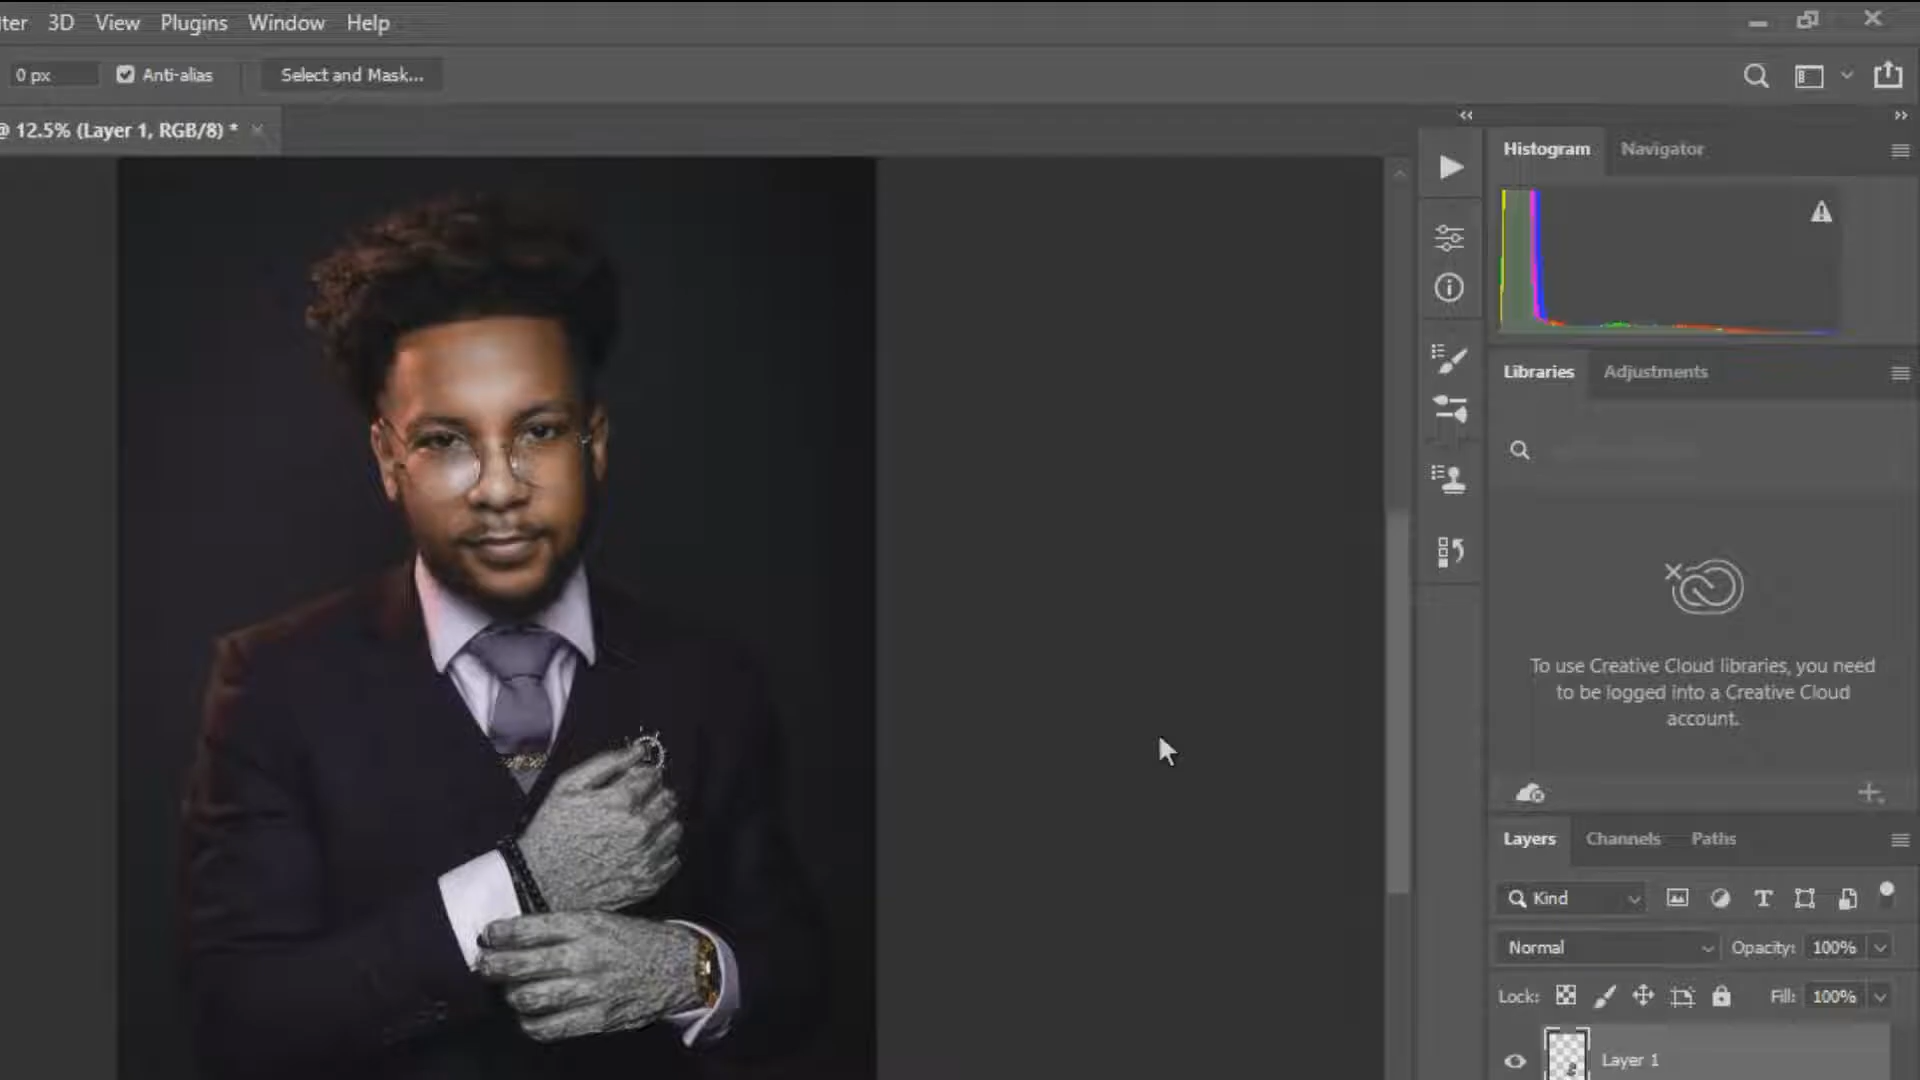 ter 3D View Plugins Window Help
0 px Anti-alias Select and Mask...
@ 12.5% (Layer 1, RGB/8) *
Histogram Navigator
Libraries Adjustments
To use Creative Cloud libraries, you need
to be logged into a Creative Cloud
account.
Layers Channels Paths
Kind
Normal Opacity: 100%
Lock: Fill: 100%
Layer 1